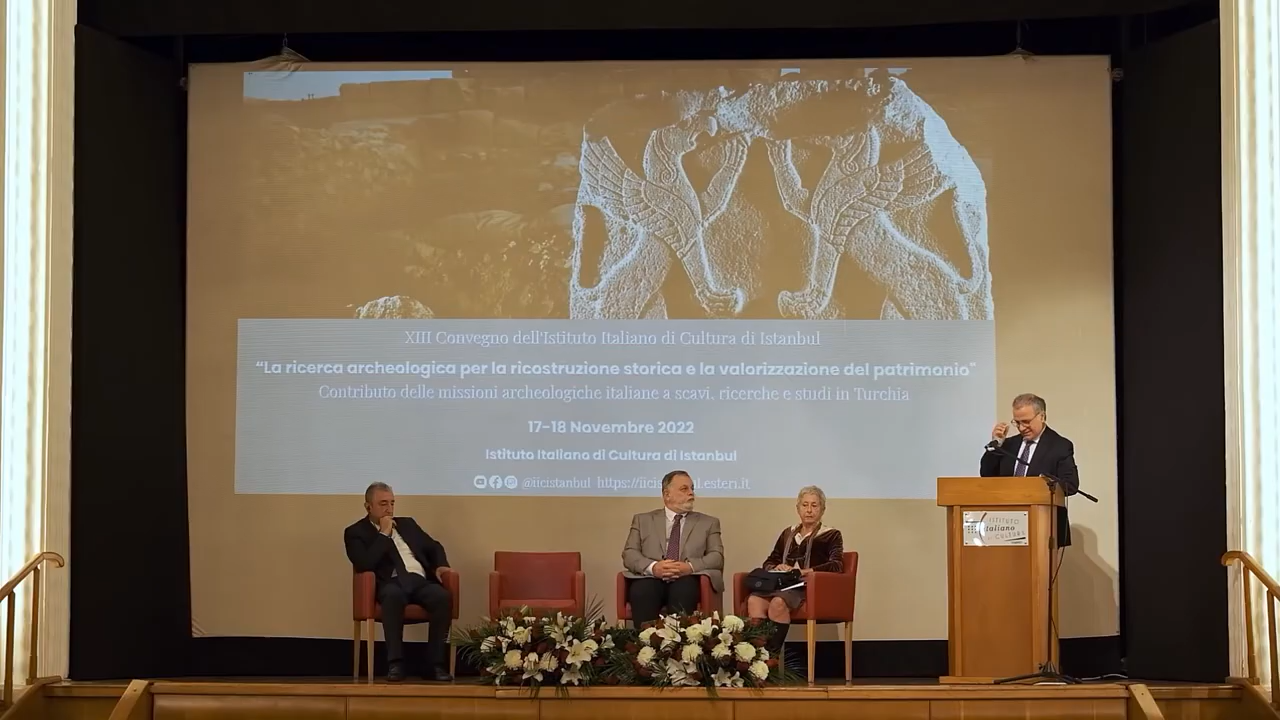 XIII Convegno dell'Istituto Italiano di Cultura di Istanbul
“La ricerca archeologica per la ricostruzione storica e la valorizzazione del patrimonio”
Contributo delle missioni archeologiche italiane a scavi, ricerche e studi in Turchia
17-18 Novembre 2022
Istituto Italiano di Cultura di Istanbul
@iicistanbul
ISTITUTO
italiano
CULTURA